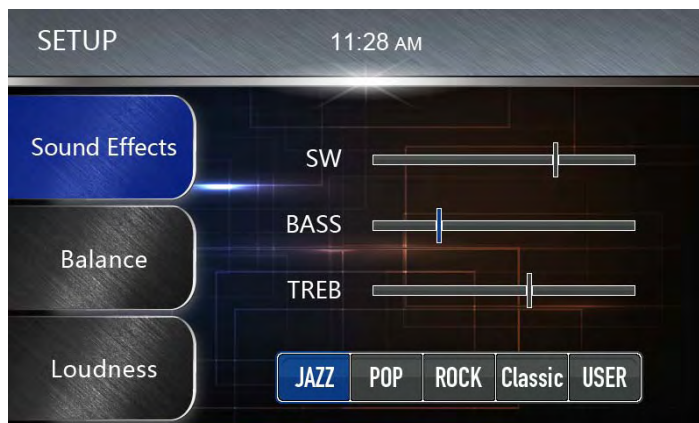 SETUP 11:28 AM
Sound Effects
SW
BASS
Balance
TREB
Loudness
JAZZ POP ROCK Classic USER